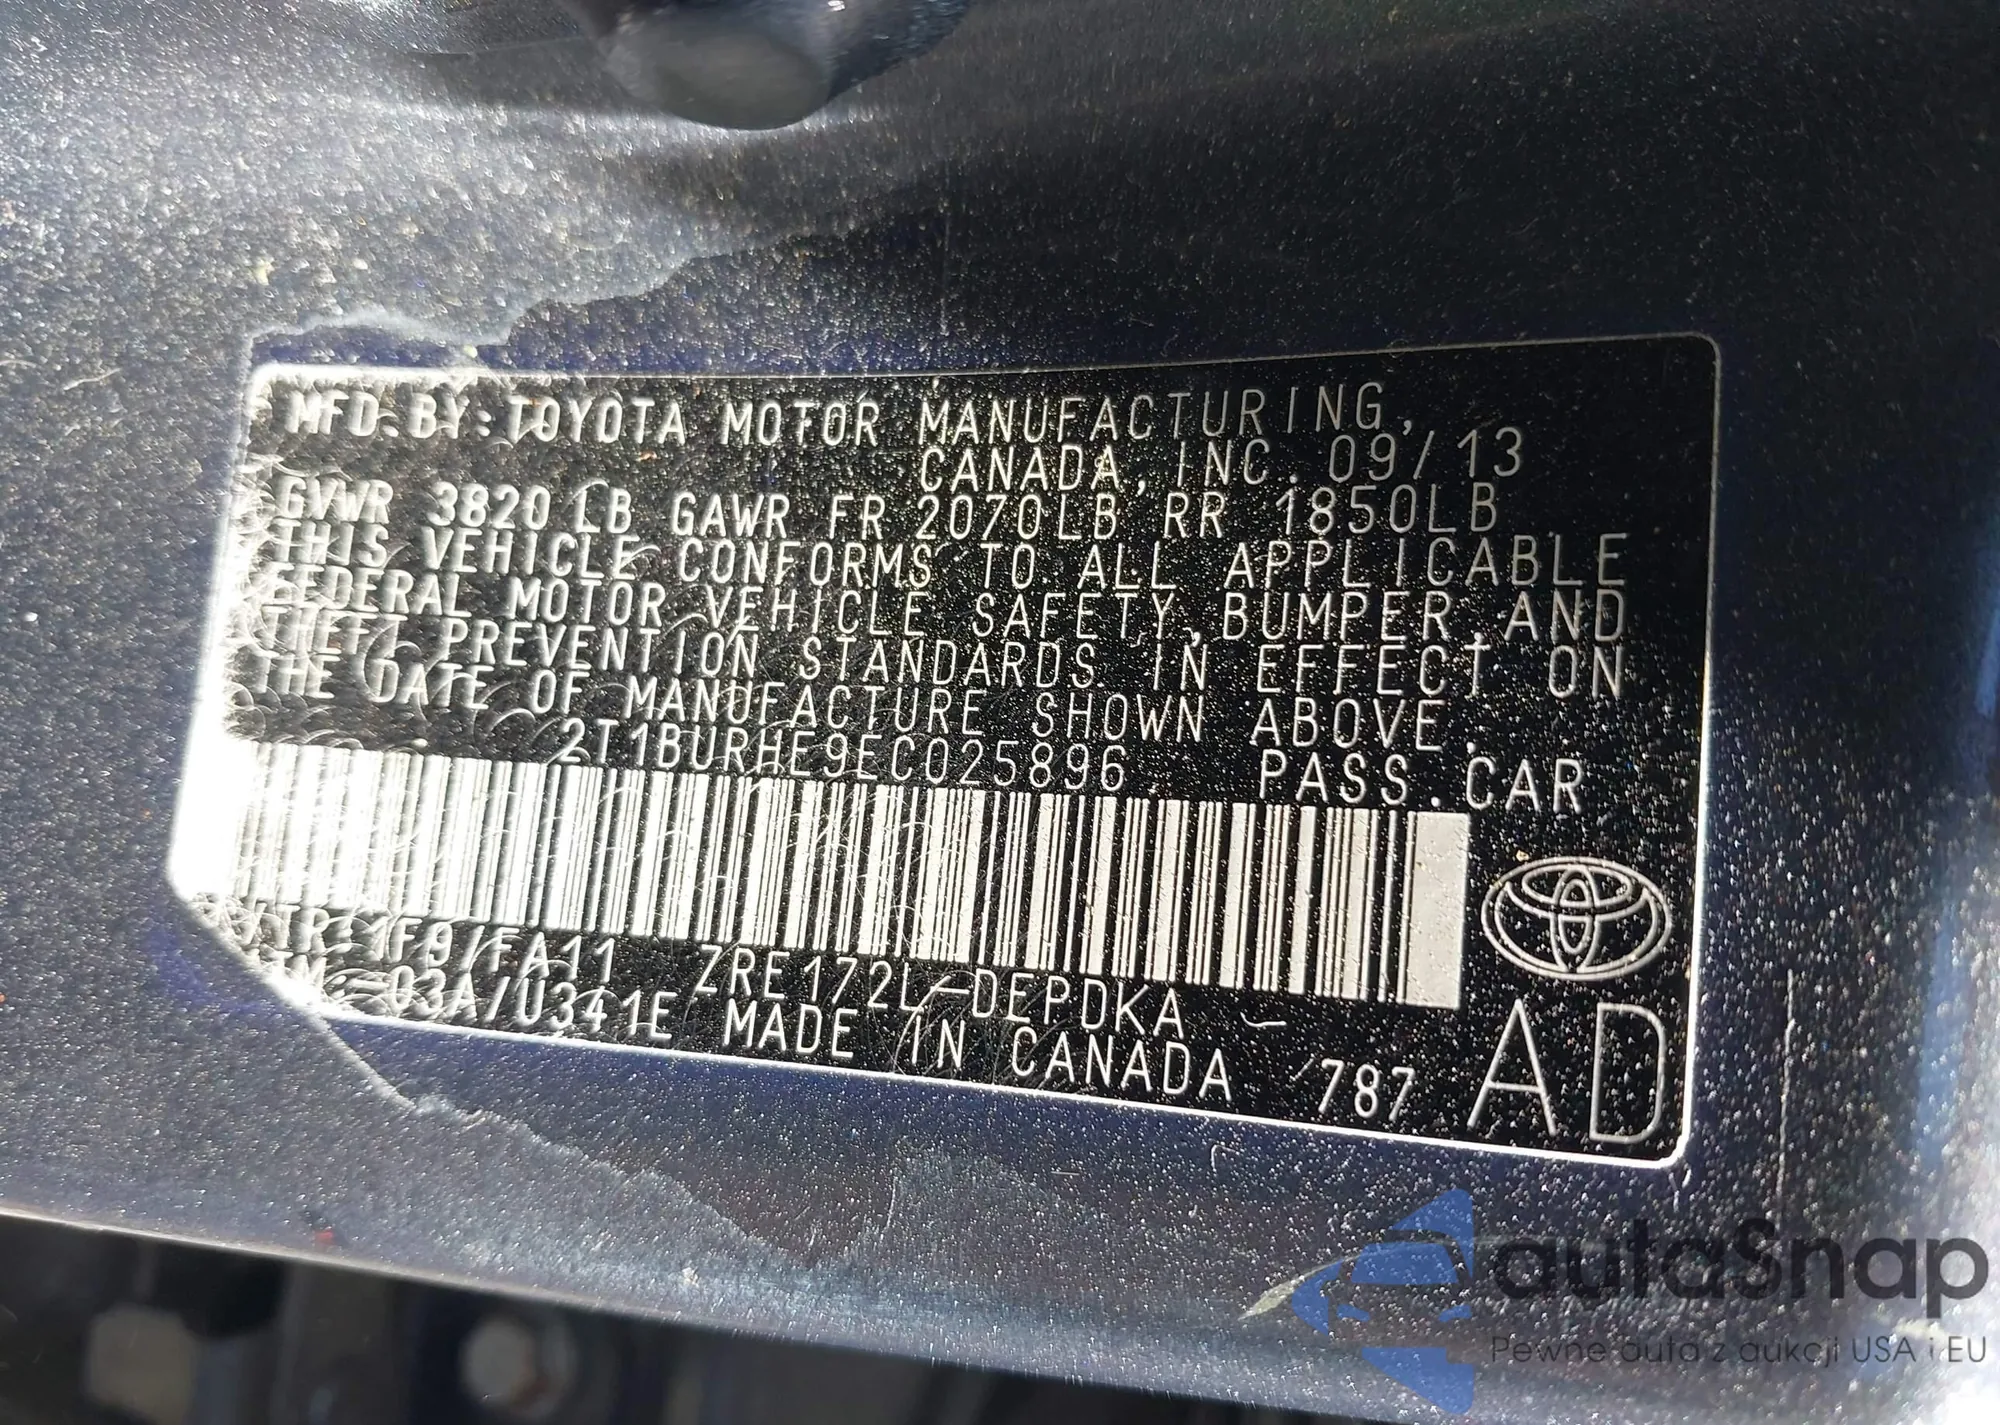 MFD.BY:TOYOTA MOTOR MANUFACTURING,
CANADA, INC. 09/13
GVWR 3820 LB GAWR FR 2070LB RR 1850LB
THIS VEHICLE CONFORMS TO ALL APPLICABLE
FEDERAL MOTOR VEHICLE SAFETY,BUMPER,AND
THEFT PREVENTION STANDARDS IN EFFECT ON
THE DATE OF MANUFACTURE SHOWN ABOVE.
2T1BURHE9EC025896 PASS.CAR
C/TR:1F9/FA11 ZRE172L-DEPDKA
-03A/U341E MADE IN CANADA 787
AD
autaSnap
Pewne auta z aukcji USA i EU